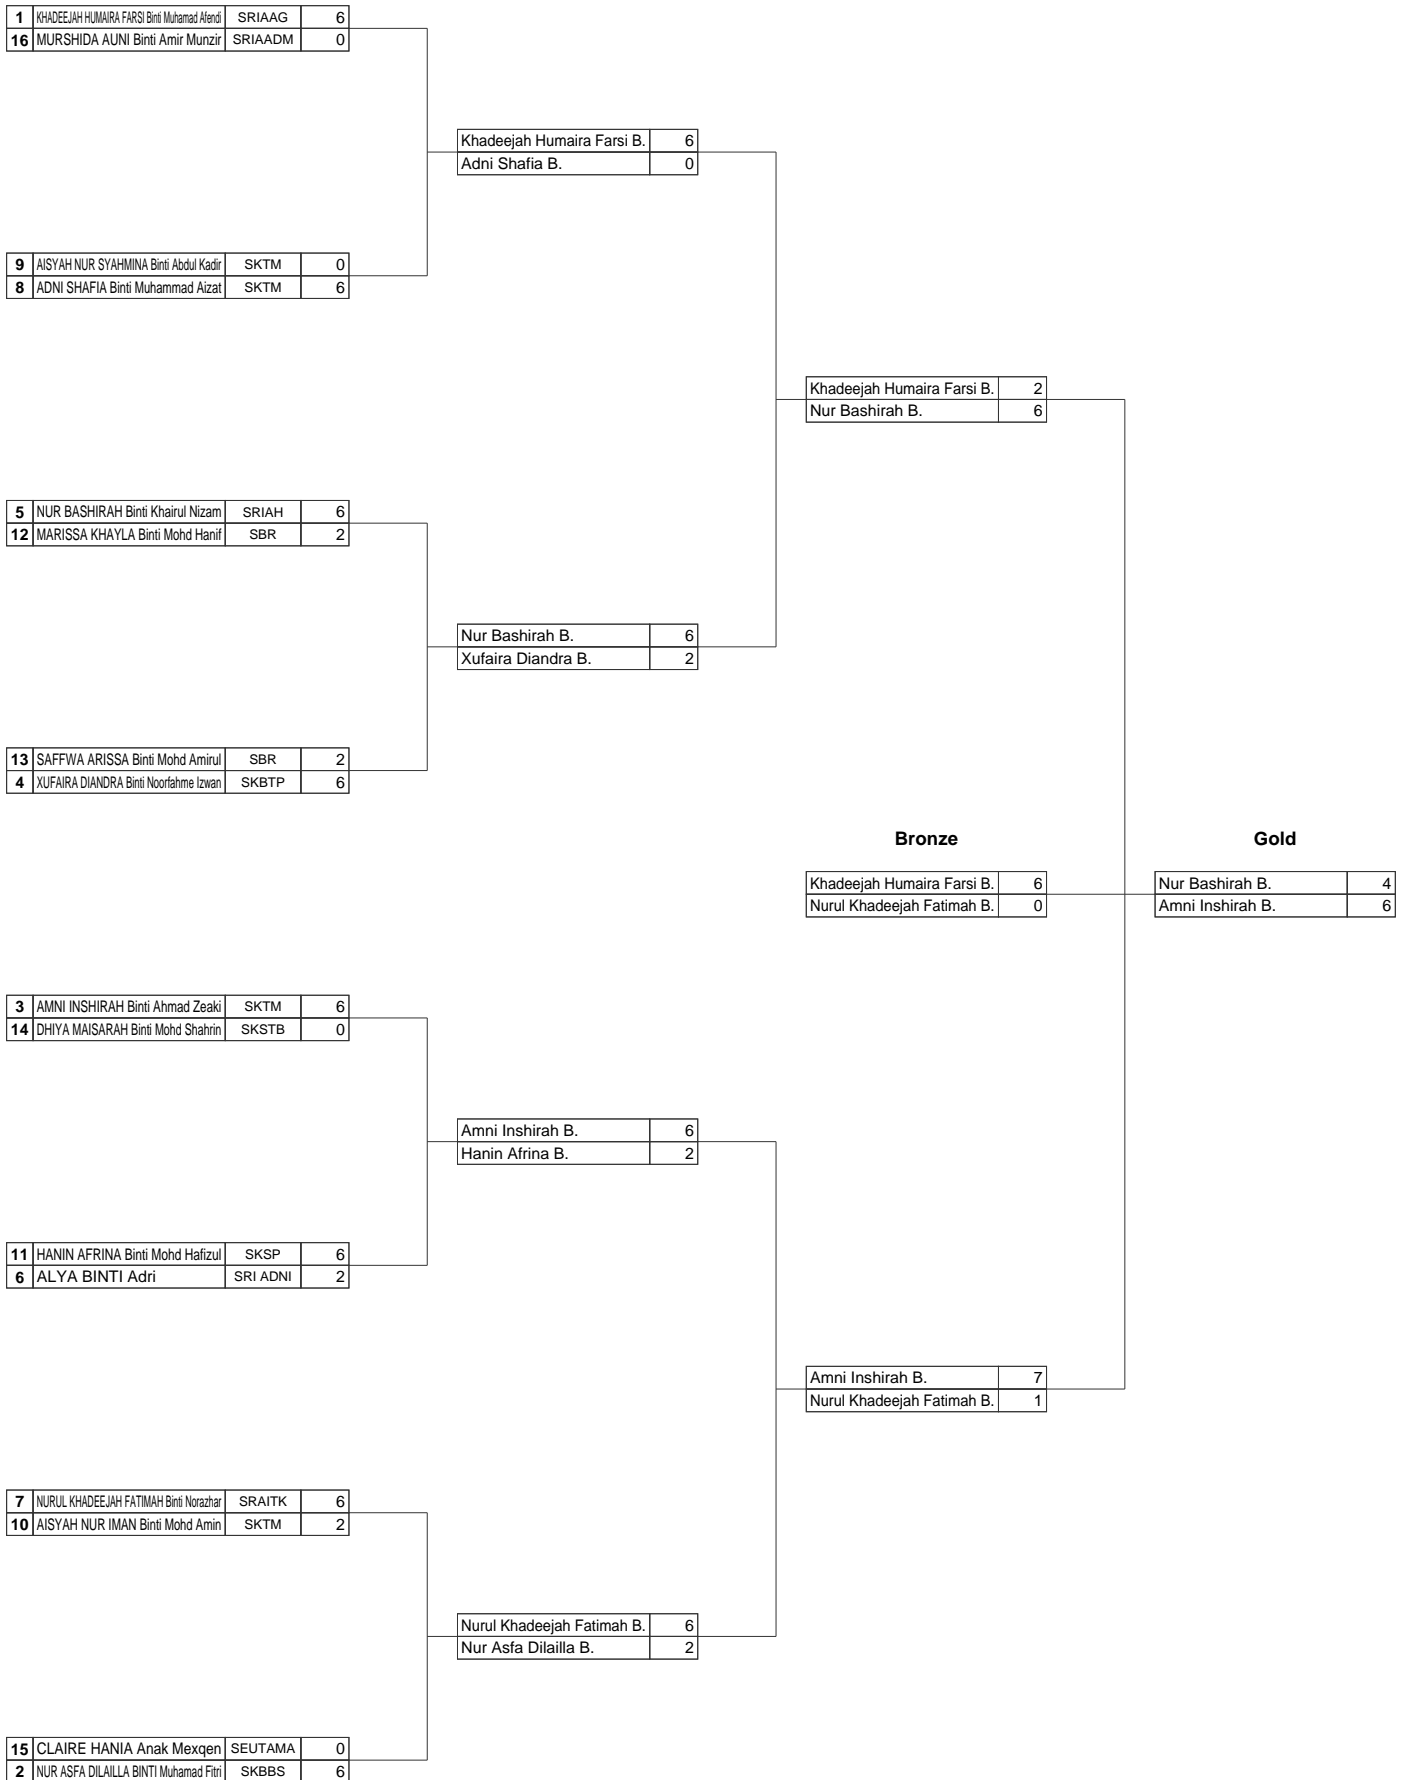 1 KHADEEJAH HUMAIRA FARSI Binti Muhamad Afendi SRIAAG 6
16 MURSHIDA AUNI Binti Amir Munzir SRIAADM 0
Khadeejah Humaira Farsi B. 6
Adni Shafia B. 0
9 AISYAH NUR SYAHMINA Binti Abdul Kadir SKTM 0
8 ADNI SHAFIA Binti Muhammad Aizat SKTM 6
Khadeejah Humaira Farsi B. 2
Nur Bashirah B. 6
5 NUR BASHIRAH Binti Khairul Nizam SRIAH 6
12 MARISSA KHAYLA Binti Mohd Hanif SBR 2
Nur Bashirah B. 6
Xufaira Diandra B. 2
13 SAFFWA ARISSA Binti Mohd Amirul SBR 2
4 XUFAIRA DIANDRA Binti Noorfahme Izwan SKBTP 6
Bronze Gold
Khadeejah Humaira Farsi B. 6 Nur Bashirah B. 4
Nurul Khadeejah Fatimah B. 0 Amni Inshirah B. 6
3 AMNI INSHIRAH Binti Ahmad Zeaki SKTM 6
14 DHIYA MAISARAH Binti Mohd Shahrin SKSTB 0
Amni Inshirah B. 6
Hanin Afrina B. 2
11 HANIN AFRINA Binti Mohd Hafizul SKSP 6
6 ALYA BINTI Adri SRI ADNI 2
Amni Inshirah B. 7
Nurul Khadeejah Fatimah B. 1
7 NURUL KHADEEJAH FATIMAH Binti Norazhar SRAITK 6
10 AISYAH NUR IMAN Binti Mohd Amin SKTM 2
Nurul Khadeejah Fatimah B. 6
Nur Asfa Dilailla B. 2
15 CLAIRE HANIA Anak Mexqen SEUTAMA 0
2 NUR ASFA DILAILLA BINTI Muhamad Fitri SKBBS 6